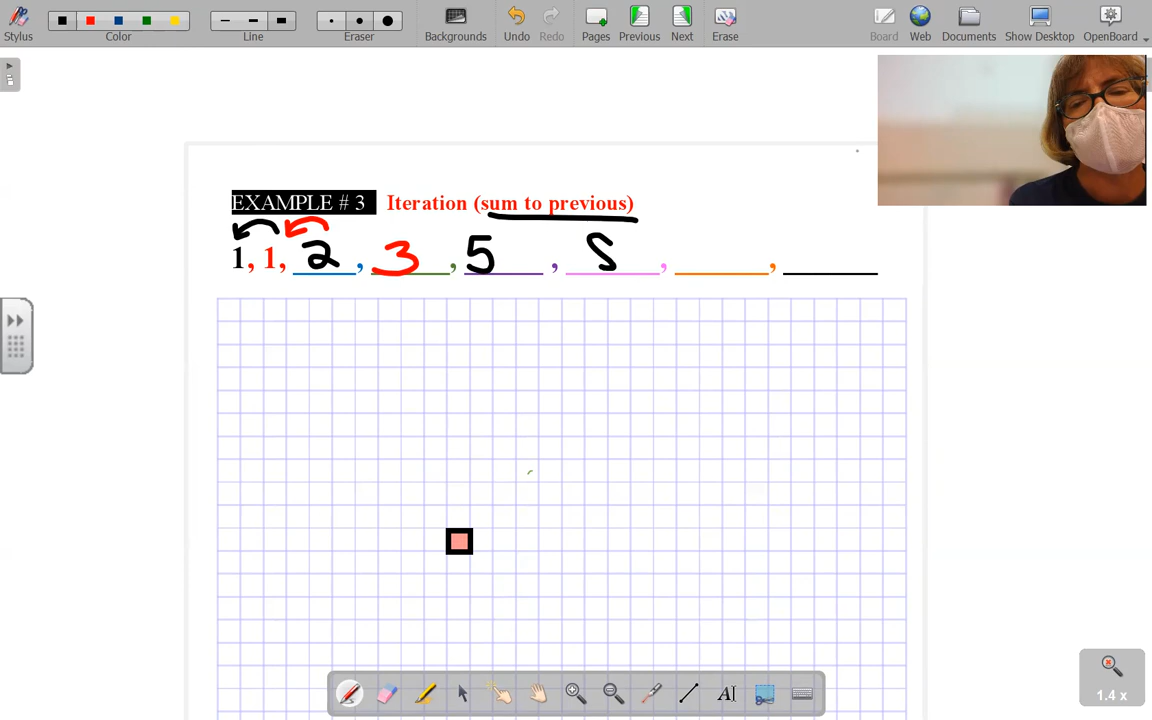 Stylus Color Line Eraser Backgrounds Undo Redo Pages Previous Next Erase Board Web Documents Show Desktop OpenBoard
EXAMPLE # 3 Iteration (sum to previous)
1, 1, 2, 3, 5, 8, ,
1.4 x